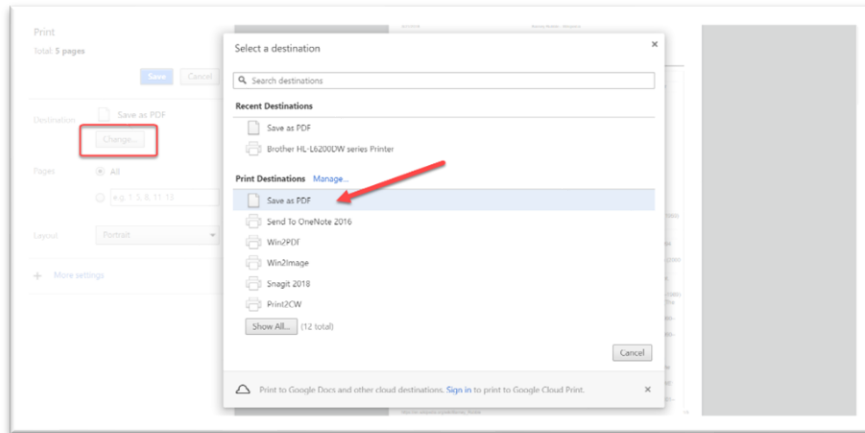 Print
Total: 5 pages
Save Cancel
Destination Save as PDF
Change...
Pages All
e.g. 1-5, 8, 11-13
Layout Portrait
+ More settings
Select a destination
Search destinations
Recent Destinations
Save as PDF
Brother HL-L6200DW series Printer
Print Destinations Manage...
Save as PDF
Send To OneNote 2016
Win2PDF
Win2Image
Snagit 2018
Print2CW
Show All... (12 total)
Cancel
Print to Google Docs and other cloud destinations. Sign in to print to Google Cloud Print.